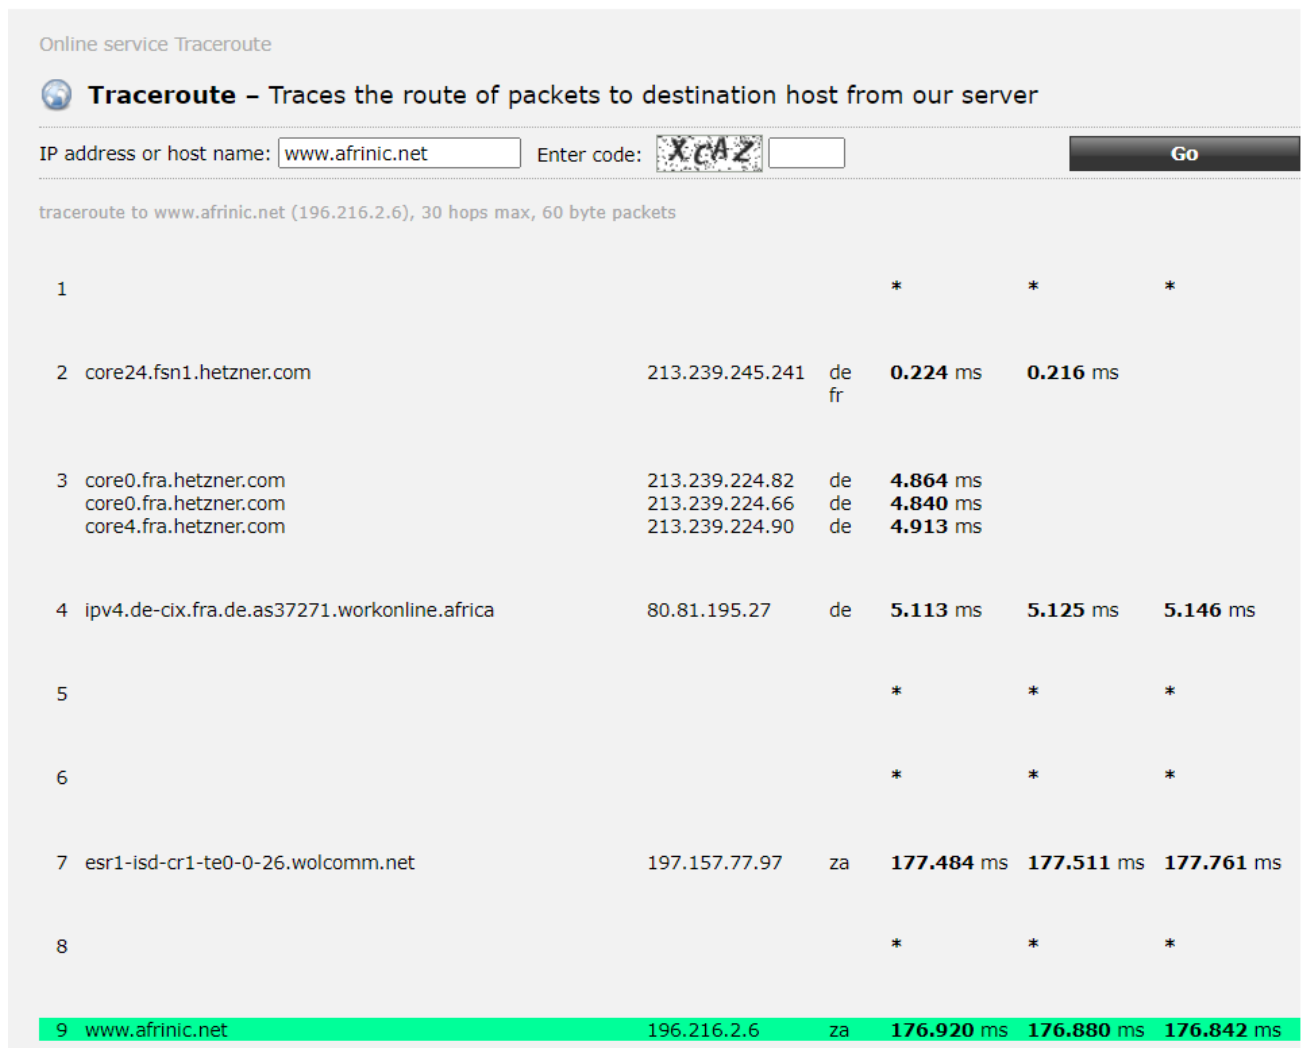 Online service Traceroute
Traceroute – Traces the route of packets to destination host from our server
IP address or host name: www.afrinic.net Enter code: XCAZ Go
traceroute to www.afrinic.net (196.216.2.6), 30 hops max, 60 byte packets
1 * * *
2 core24.fsn1.hetzner.com 213.239.245.241 de 0.224 ms 0.216 ms
fr
3 core0.fra.hetzner.com 213.239.224.82 de 4.864 ms
core0.fra.hetzner.com 213.239.224.66 de 4.840 ms
core4.fra.hetzner.com 213.239.224.90 de 4.913 ms
4 ipv4.de-cix.fra.de.as37271.workonline.africa 80.81.195.27 de 5.113 ms 5.125 ms 5.146 ms
5 * * *
6 * * *
7 esr1-isd-cr1-te0-0-26.wolcomm.net 197.157.77.97 za 177.484 ms 177.511 ms 177.761 ms
8 * * *
9 www.afrinic.net 196.216.2.6 za 176.920 ms 176.880 ms 176.842 ms